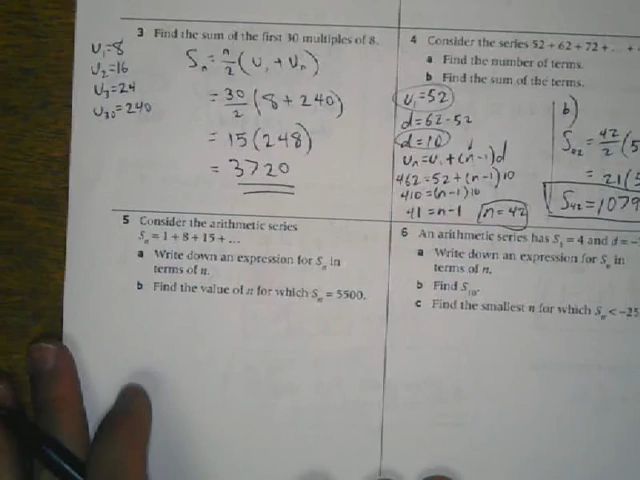 3 Find the sum of the first 30 multiples of 8.
U₁=8
U₂=16
U₃=24
U₃₀=240
Sₙ = n/2 (U₁ + Uₙ)
= 30/2 (8 + 240)
= 15 (248)
= 3720
4 Consider the series 52 + 62 + 72 + . . . +
a Find the number of terms.
b Find the sum of the terms.
U₁=52
d=62-52
d=10
Uₙ=U₁+(n-1)d
462=52+(n-1)10
410=(n-1)10
41=n-1
n=42
b)
S₄₂ = 42/2 (5
= 21(5
S₄₂=1079
5 Consider the arithmetic series
Sₙ = 1 + 8 + 15 + ...
a Write down an expression for Sₙ in
terms of n.
b Find the value of n for which Sₙ = 5500.
6 An arithmetic series has S₁ = 4 and d = -
a Write down an expression for Sₙ in
terms of n.
b Find S₁₀.
c Find the smallest n for which Sₙ < -25